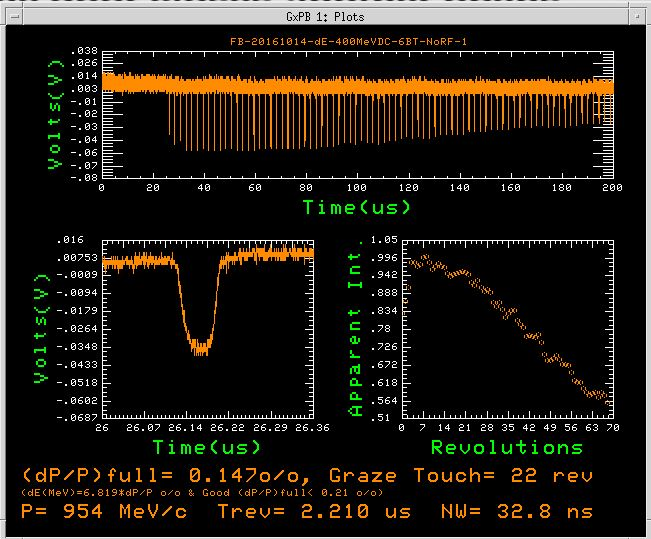 GxPB 1: Plots
FB-20161014-dE-400MeVDC-6BT-NoRF-1
.038
.026
.014
.003
-.01
-.02
-.03
-.04
-.06
-.07
-.08
Volts(V)
0 20 40 60 80 100 120 140 160 180 200
Time(us)
.016
.00753
-.0009
-.0094
-.0179
-.0264
-.0348
-.0433
-.0518
-.0602
-.0687
Volts(V)
26 26.07 26.14 26.22 26.29 26.36
Time(us)
1.05
.996
.942
.888
.834
.78
.726
.672
.618
.564
.51
Apparent Int.
0 7 14 21 28 35 42 49 56 63 70
Revolutions
(dP/P)full= 0.147o/o, Graze Touch= 22 rev
(dE(MeV)=6.819*dP/P o/o & Good (dP/P)full( 0.21 o/o)
P= 954 MeV/c Trev= 2.210 us NW= 32.8 ns